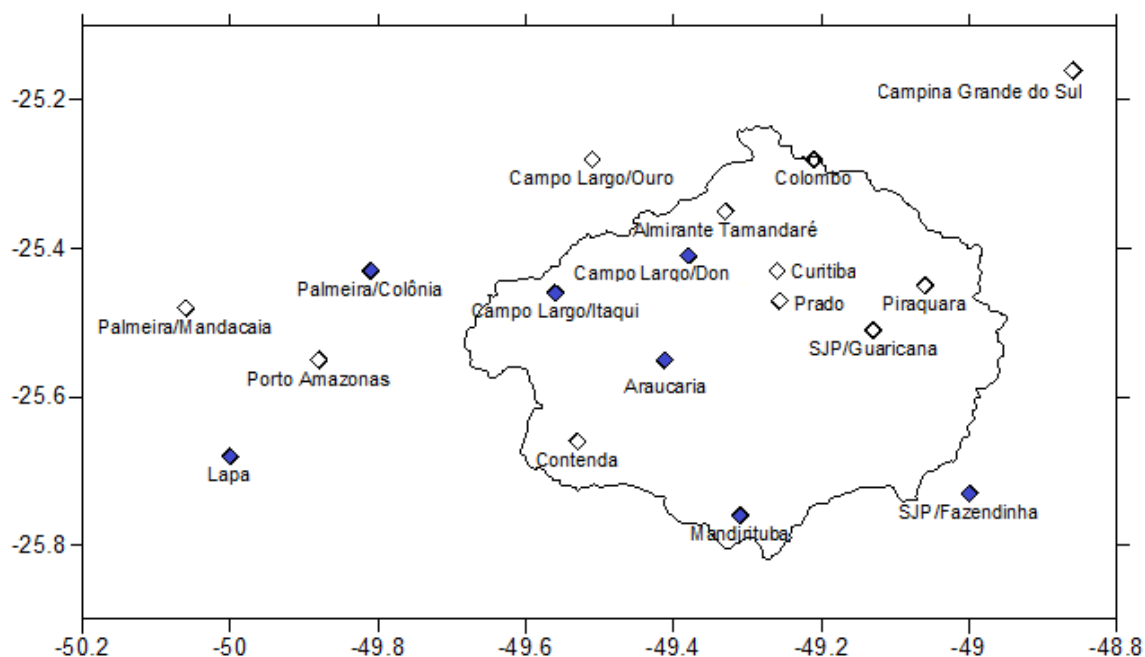 -25.2
Campina Grande do Sul
Campo Largo/Ouro
Colombo
Almirante Tamandaré
-25.4
Campo Largo/Don
Curitiba
Palmeira/Colônia
Campo Largo/Itaqui
Prado
Piraquara
Palmeira/Mandacaia
SJP/Guaricana
Porto Amazonas
Araucaria
-25.6
Contenda
Lapa
SJP/Fazendinha
Mandirituba
-25.8
-50.2
-50
-49.8
-49.6
-49.4
-49.2
-49
-48.8